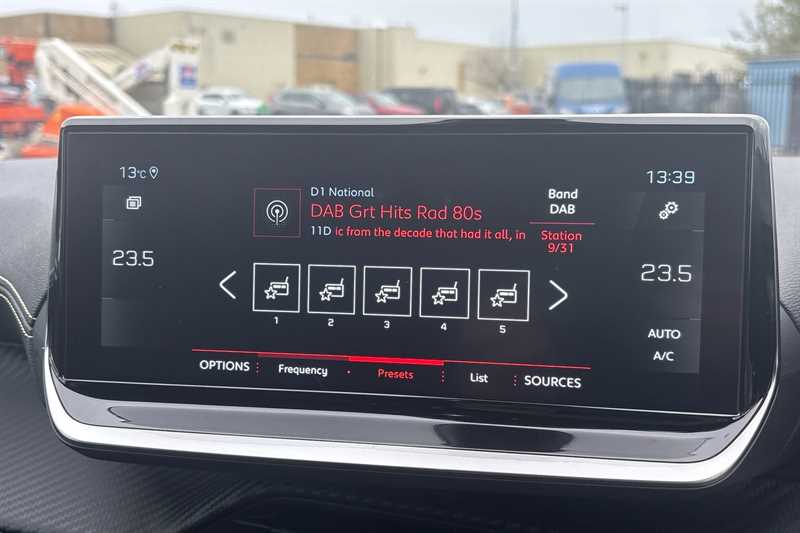 13°C
13:39
D1 National
DAB Grt Hits Rad 80s
11D ic from the decade that had it all, in
Band
DAB
Station
9/31
23.5
23.5
1 2 3 4 5
AUTO
A/C
OPTIONS Frequency Presets List SOURCES